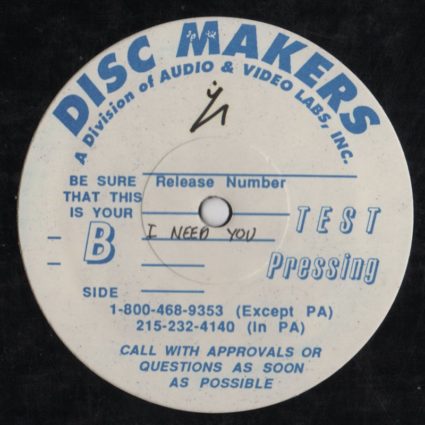 DISC MAKERS
A Division of AUDIO & VIDEO LABS, INC.
BE SURE
THAT THIS
IS YOUR
Release Number
B
I NEED YOU
TEST
Pressing
SIDE
1-800-468-9353 (Except PA)
215-232-4140 (In PA)
CALL WITH APPROVALS OR
QUESTIONS AS SOON
AS POSSIBLE